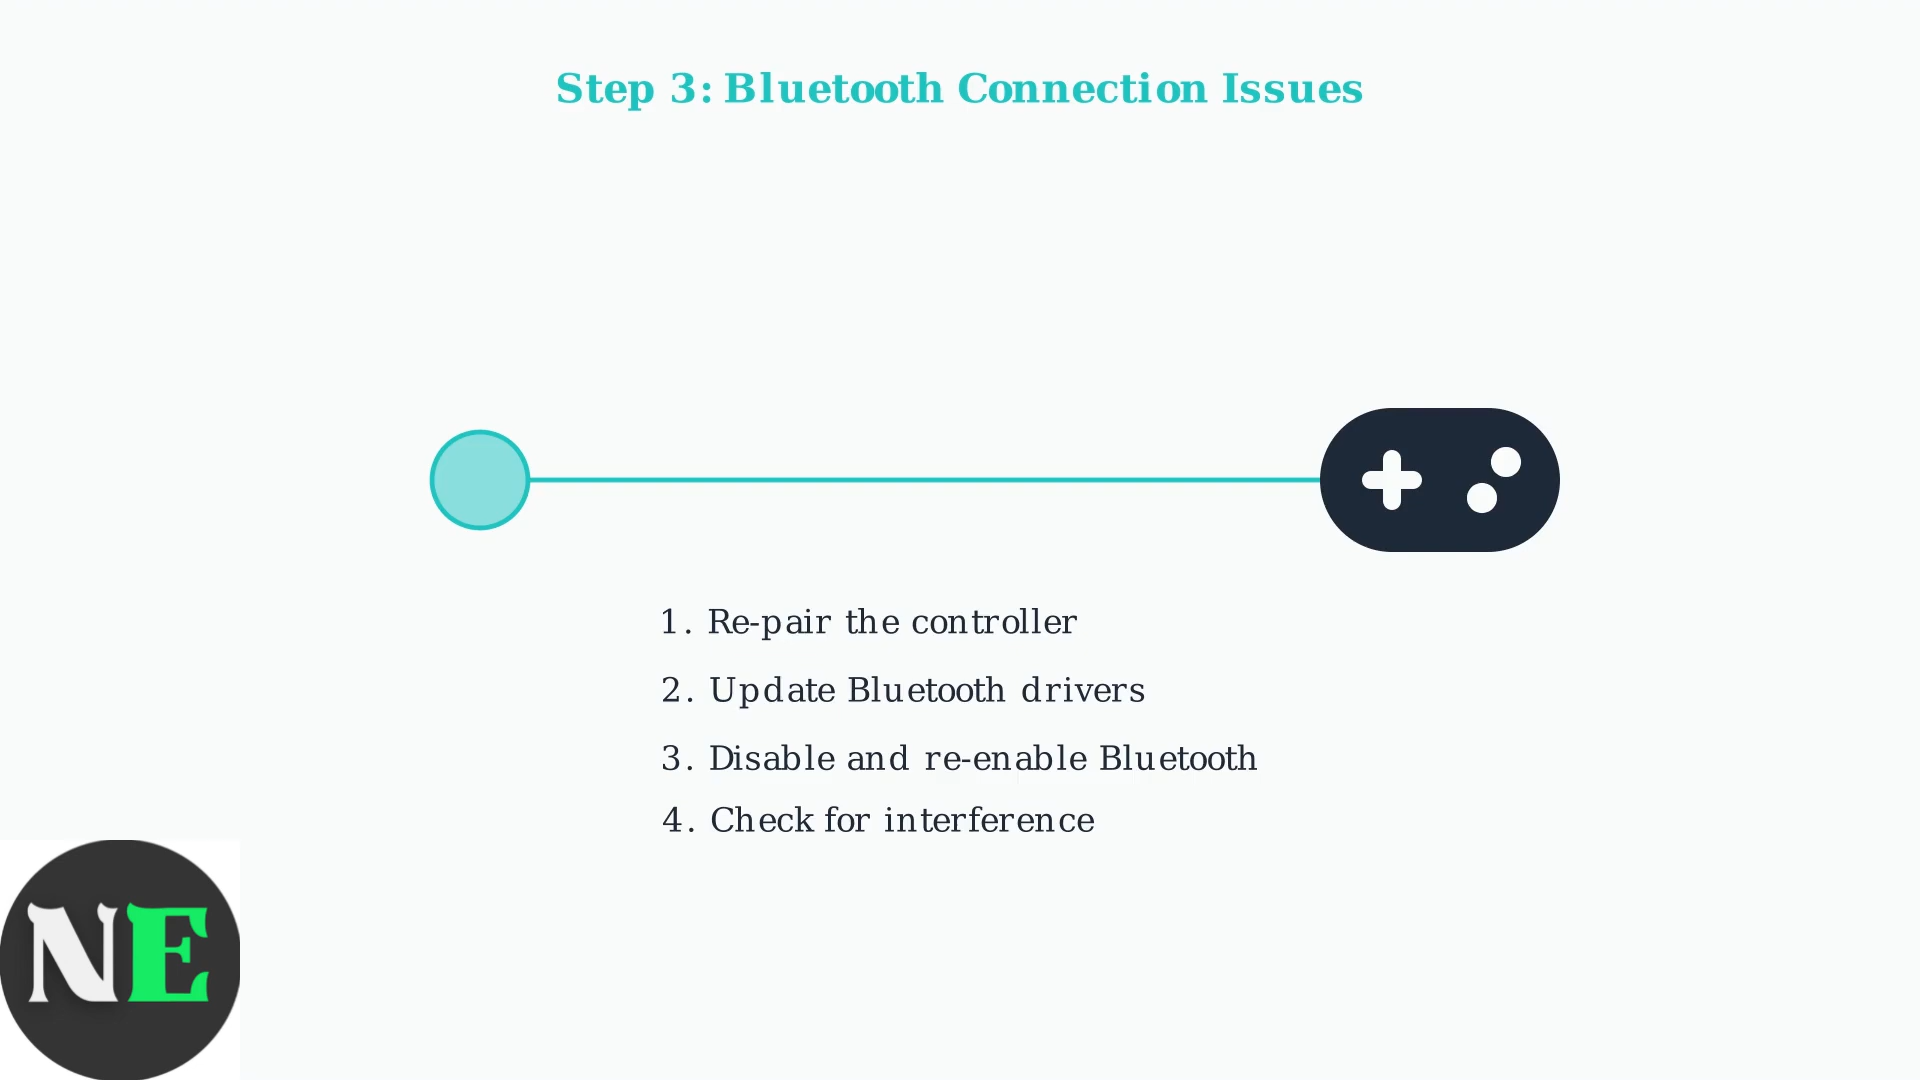 Step 3: Bluetooth Connection Issues
1. Re-pair the controller
2. Update Bluetooth drivers
3. Disable and re-enable Bluetooth
4. Check for interference
NE